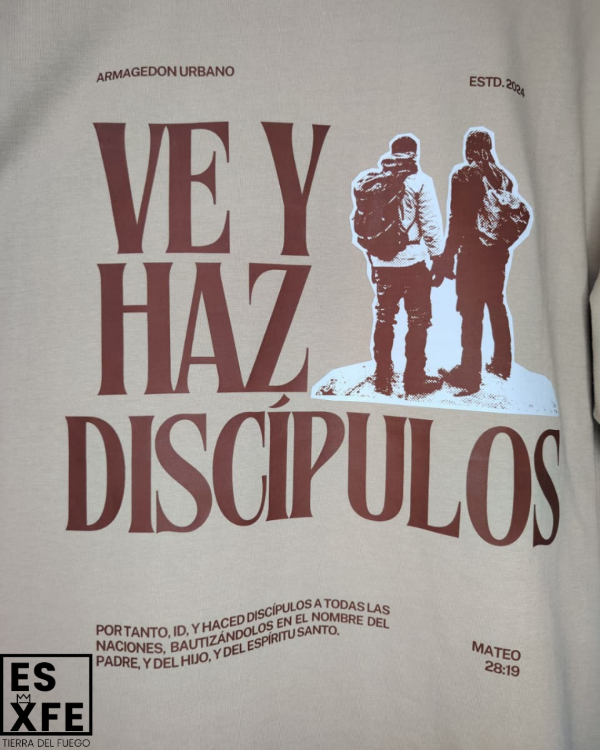 ARMAGEDON URBANO
ESTD. 2024
VE Y
HAZ
DISCÍPULOS
POR TANTO, ID, Y HACED DISCÍPULOS A TODAS LAS
NACIONES, BAUTIZÁNDOLOS EN EL NOMBRE DEL
PADRE, Y DEL HIJO, Y DEL ESPÍRITU SANTO.
MATEO
28:19
ES
XFE
TIERRA DEL FUEGO